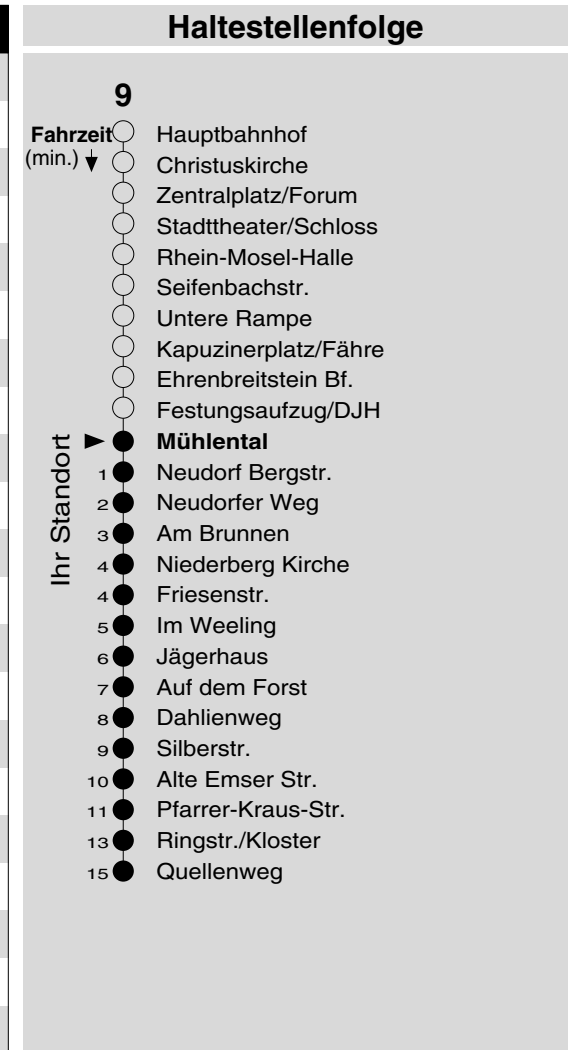 Haltestellenfolge
9
Fahrzeit Hauptbahnhof
(min.) Christuskirche
Zentralplatz/Forum
Stadttheater/Schloss
Rhein-Mosel-Halle
Seifenbachstr.
Untere Rampe
Kapuzinerplatz/Fähre
Ehrenbreitstein Bf.
Festungsaufzug/DJH
Ihr Standort
Mühlental
1 Neudorf Bergstr.
2 Neudorfer Weg
3 Am Brunnen
4 Niederberg Kirche
4 Friesenstr.
5 Im Weeling
6 Jägerhaus
7 Auf dem Forst
8 Dahlienweg
9 Silberstr.
10 Alte Emser Str.
11 Pfarrer-Kraus-Str.
13 Ringstr./Kloster
15 Quellenweg